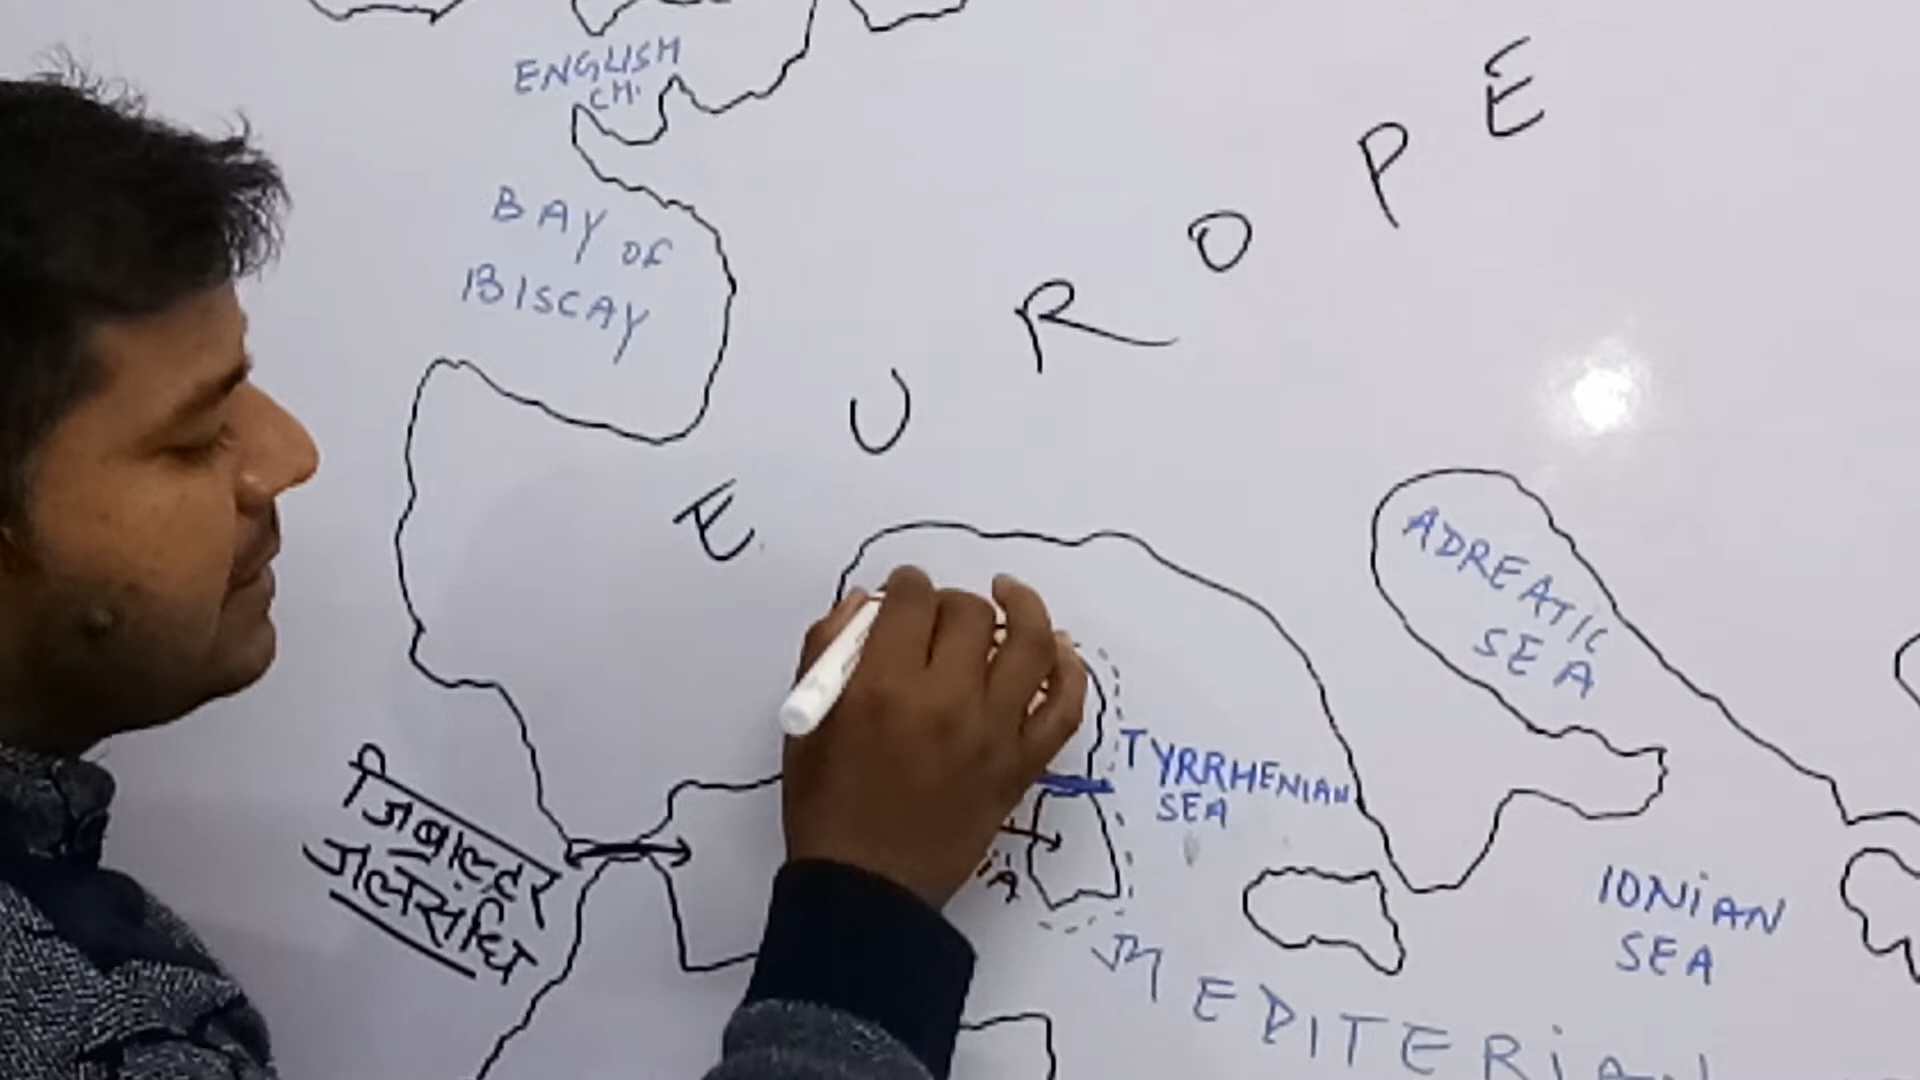 ENGLISH
CH.
BAY of
BISCAY
EUROPE
ADREATIC
SEA
TYRRHENIAN
SEA
जिब्राल्टर
जलसंधि
IONiAN
SEA
MEDITERiAN